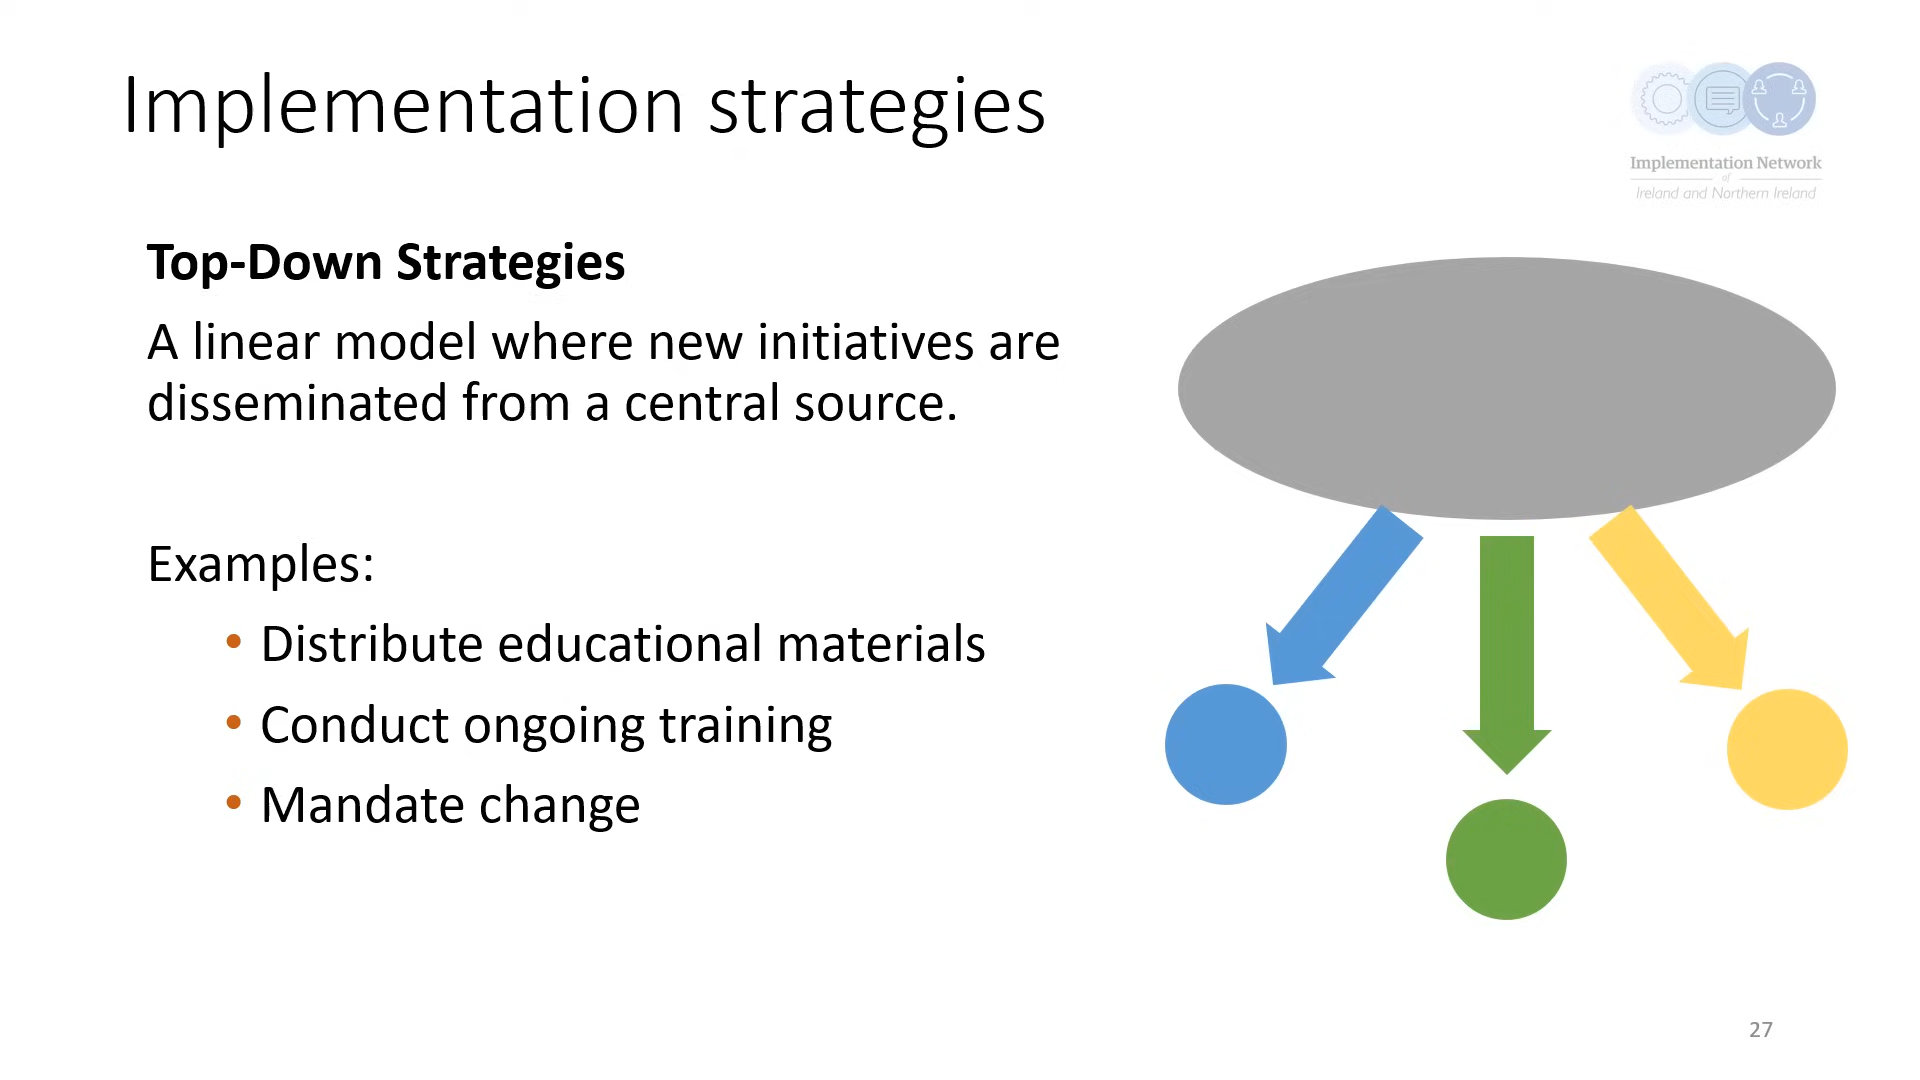 Implementation strategies
Implementation Network
of
Ireland and Northern Ireland
Top-Down Strategies
A linear model where new initiatives are
disseminated from a central source.
Examples:
• Distribute educational materials
• Conduct ongoing training
• Mandate change
27